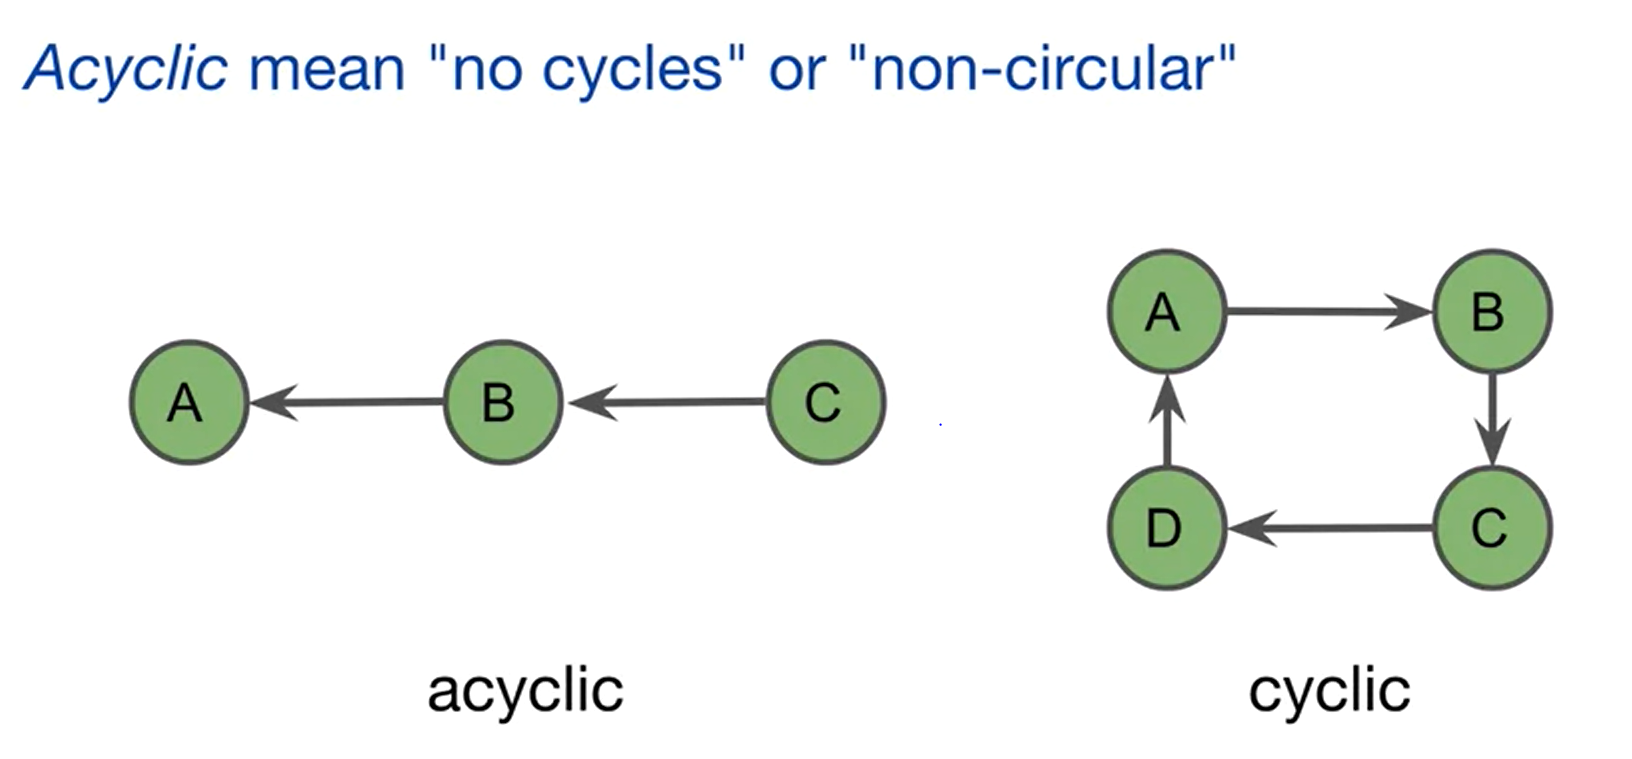 Acyclic mean "no cycles" or "non-circular"
A B
A B C
D C
acyclic cyclic